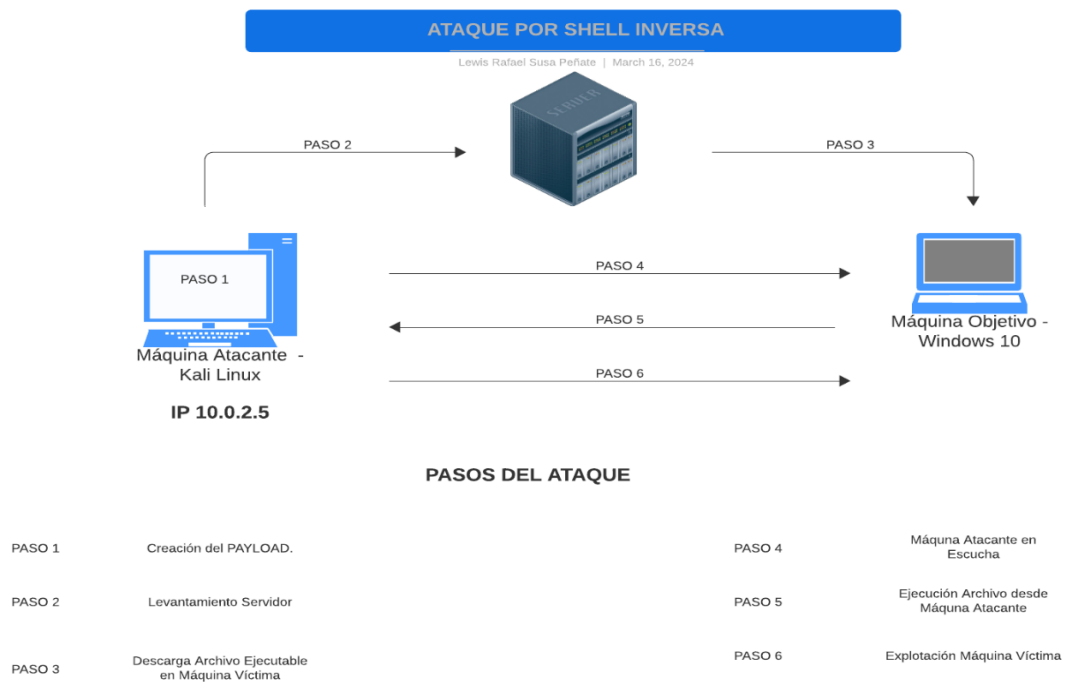 ATAQUE POR SHELL INVERSA
Lewis Rafael Susa Peñate | March 16, 2024
SERVER
PASO 2
PASO 3
PASO 1
PASO 4
PASO 5
PASO 6
Máquina Atacante -
Kali Linux
IP 10.0.2.5
Máquina Objetivo -
Windows 10
PASOS DEL ATAQUE
PASO 1
Creación del PAYLOAD.
PASO 2
Levantamiento Servidor
PASO 3
Descarga Archivo Ejecutable
en Máquina Víctima
PASO 4
Máquna Atacante en
Escucha
PASO 5
Ejecución Archivo desde
Máquna Atacante
PASO 6
Explotación Máquina Víctima